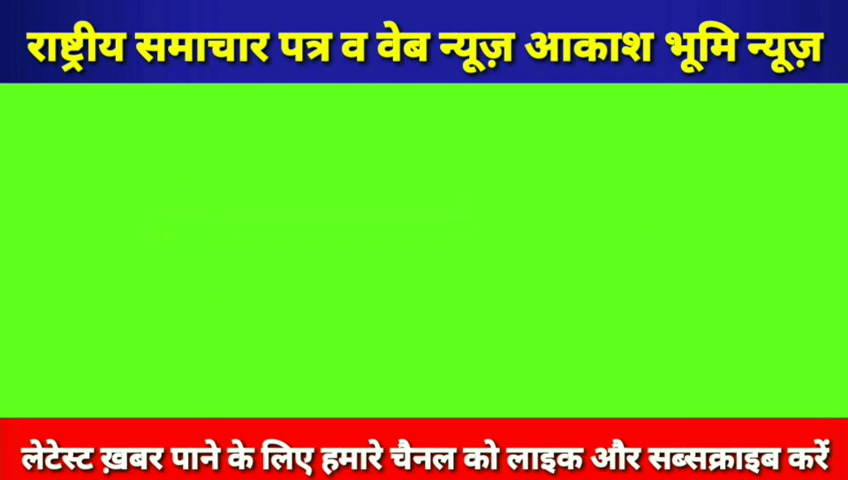 राष्ट्रीय समाचार पत्र व वेब न्यूज़ आकाश भूमि न्यूज़
लेटेस्ट ख़बर पाने के लिए हमारे चैनल को लाइक और सब्सक्राइब करें